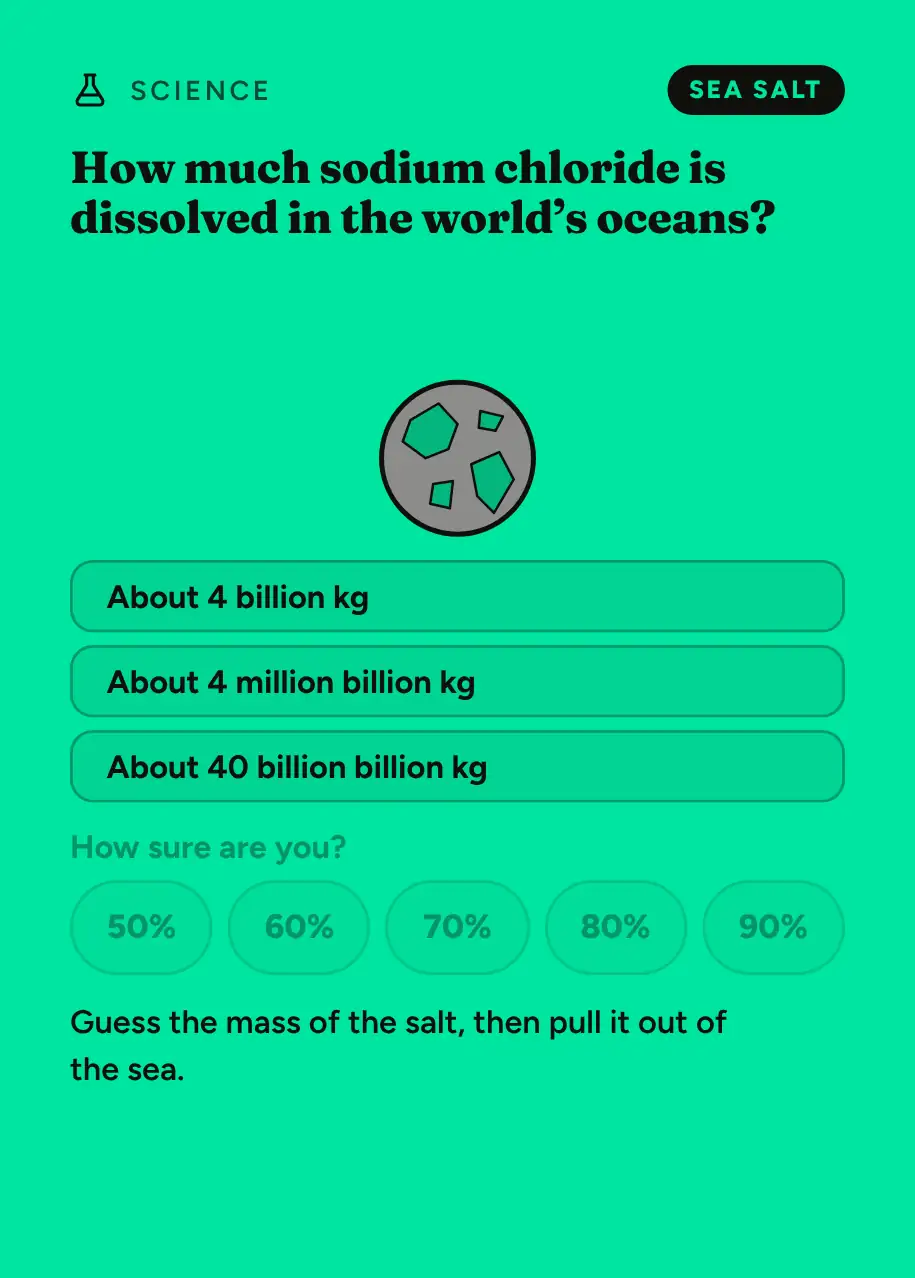 SCIENCE
SEA SALT
How much sodium chloride is
dissolved in the world’s oceans?
About 4 billion kg
About 4 million billion kg
About 40 billion billion kg
How sure are you?
50%
60%
70%
80%
90%
Guess the mass of the salt, then pull it out of
the sea.